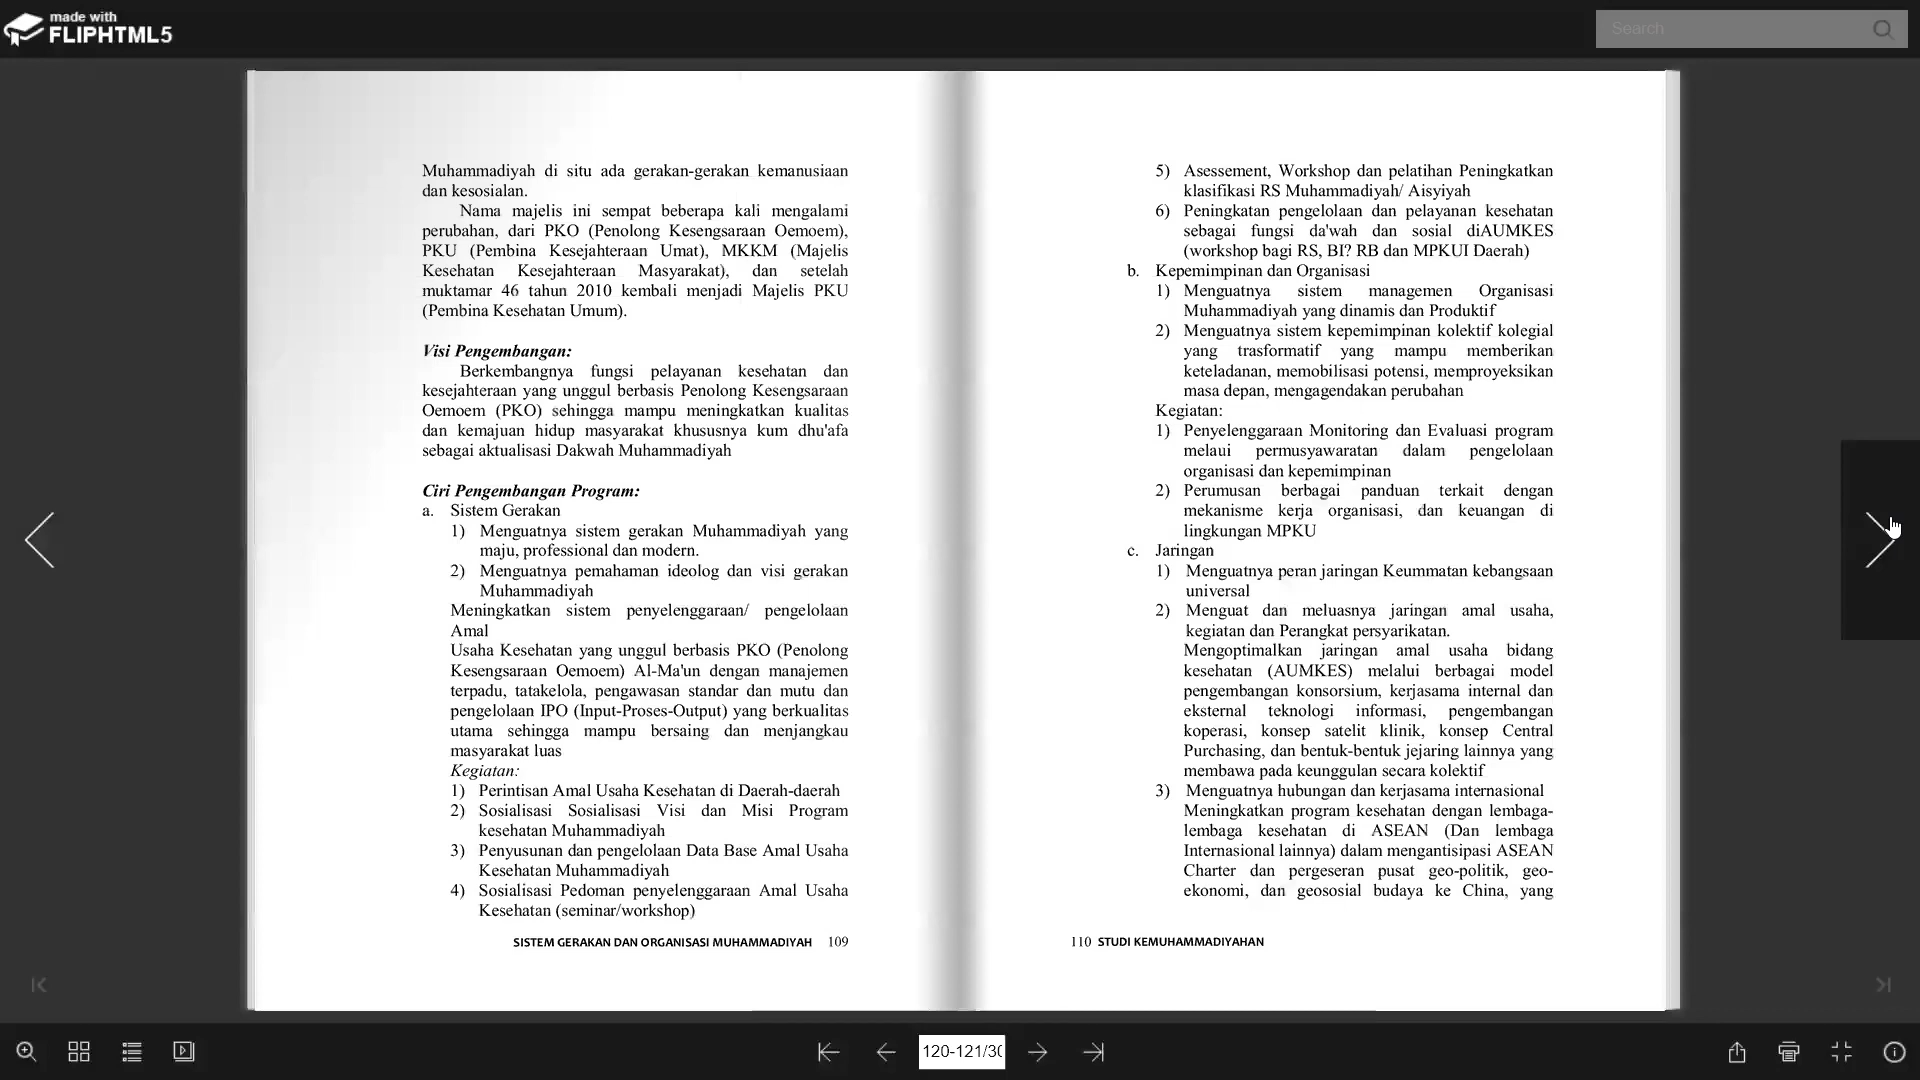 made with
FLIPHTML5
Search
Muhammadiyah di situ ada gerakan-gerakan kemanusiaan
dan kesosialan.
Nama majelis ini sempat beberapa kali mengalami
perubahan, dari PKO (Penolong Kesengsaraan Oemoem),
PKU (Pembina Kesejahteraan Umat), MKKM (Majelis
Kesehatan Kesejahteraan Masyarakat), dan setelah
muktamar 46 tahun 2010 kembali menjadi Majelis PKU
(Pembina Kesehatan Umum).
Visi Pengembangan:
Berkembangnya fungsi pelayanan kesehatan dan
kesejahteraan yang unggul berbasis Penolong Kesengsaraan
Oemoem (PKO) sehingga mampu meningkatkan kualitas
dan kemajuan hidup masyarakat khususnya kum dhu'afa
sebagai aktualisasi Dakwah Muhammadiyah
Ciri Pengembangan Program:
a. Sistem Gerakan
1) Menguatnya sistem gerakan Muhammadiyah yang
maju, professional dan modern.
2) Menguatnya pemahaman ideolog dan visi gerakan
Muhammadiyah
Meningkatkan sistem penyelenggaraan/ pengelolaan
Amal
Usaha Kesehatan yang unggul berbasis PKO (Penolong
Kesengsaraan Oemoem) Al-Ma'un dengan manajemen
terpadu, tatakelola, pengawasan standar dan mutu dan
pengelolaan IPO (Input-Proses-Output) yang berkualitas
utama sehingga mampu bersaing dan menjangkau
masyarakat luas
Kegiatan:
1) Perintisan Amal Usaha Kesehatan di Daerah-daerah
2) Sosialisasi Sosialisasi Visi dan Misi Program
kesehatan Muhammadiyah
3) Penyusunan dan pengelolaan Data Base Amal Usaha
Kesehatan Muhammadiyah
4) Sosialisasi Pedoman penyelenggaraan Amal Usaha
Kesehatan (seminar/workshop)
SISTEM GERAKAN DAN ORGANISASI MUHAMMADIYAH 109
5) Asessement, Workshop dan pelatihan Peningkatkan
klasifikasi RS Muhammadiyah/ Aisyiyah
6) Peningkatan pengelolaan dan pelayanan kesehatan
sebagai fungsi da'wah dan sosial diAUMKES
(workshop bagi RS, BI? RB dan MPKUI Daerah)
b. Kepemimpinan dan Organisasi
1) Menguatnya sistem managemen Organisasi
Muhammadiyah yang dinamis dan Produktif
2) Menguatnya sistem kepemimpinan kolektif kolegial
yang trasformatif yang mampu memberikan
keteladanan, memobilisasi potensi, memproyeksikan
masa depan, mengagendakan perubahan
Kegiatan:
1) Penyelenggaraan Monitoring dan Evaluasi program
melaui permusyawaratan dalam pengelolaan
organisasi dan kepemimpinan
2) Perumusan berbagai panduan terkait dengan
mekanisme kerja organisasi, dan keuangan di
lingkungan MPKU
c. Jaringan
1) Menguatnya peran jaringan Keummatan kebangsaan
universal
2) Menguat dan meluasnya jaringan amal usaha,
kegiatan dan Perangkat persyarikatan.
Mengoptimalkan jaringan amal usaha bidang
kesehatan (AUMKES) melalui berbagai model
pengembangan konsorsium, kerjasama internal dan
eksternal teknologi informasi, pengembangan
koperasi, konsep satelit klinik, konsep Central
Purchasing, dan bentuk-bentuk jejaring lainnya yang
membawa pada keunggulan secara kolektif
3) Menguatnya hubungan dan kerjasama internasional
Meningkatkan program kesehatan dengan lembaga-
lembaga kesehatan di ASEAN (Dan lembaga
Internasional lainnya) dalam mengantisipasi ASEAN
Charter dan pergeseran pusat geo-politik, geo-
ekonomi, dan geososial budaya ke China, yang
110 STUDI KEMUHAMMADIYAHAN
120-121/30